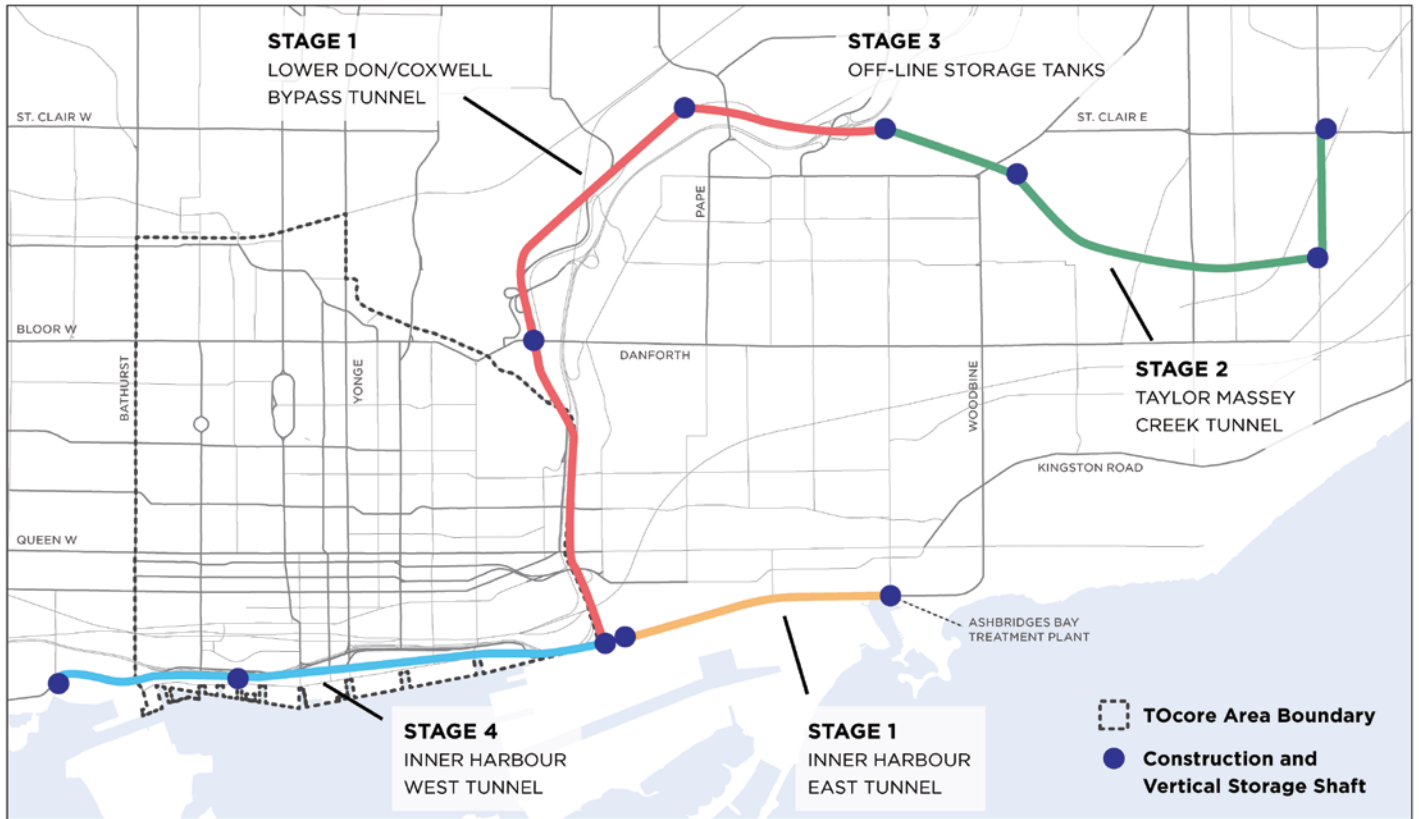 STAGE 1
LOWER DON/COXWELL
BYPASS TUNNEL
STAGE 3
OFF-LINE STORAGE TANKS
ST. CLAIR W
ST. CLAIR E
PAPE
BLOOR W
DANFORTH
BATHURST
YONGE
WOODBINE
STAGE 2
TAYLOR MASSEY
CREEK TUNNEL
KINGSTON ROAD
QUEEN W
ASHBRIDGES BAY
TREATMENT PLANT
STAGE 4
INNER HARBOUR
WEST TUNNEL
STAGE 1
INNER HARBOUR
EAST TUNNEL
TOcore Area Boundary
Construction and
Vertical Storage Shaft